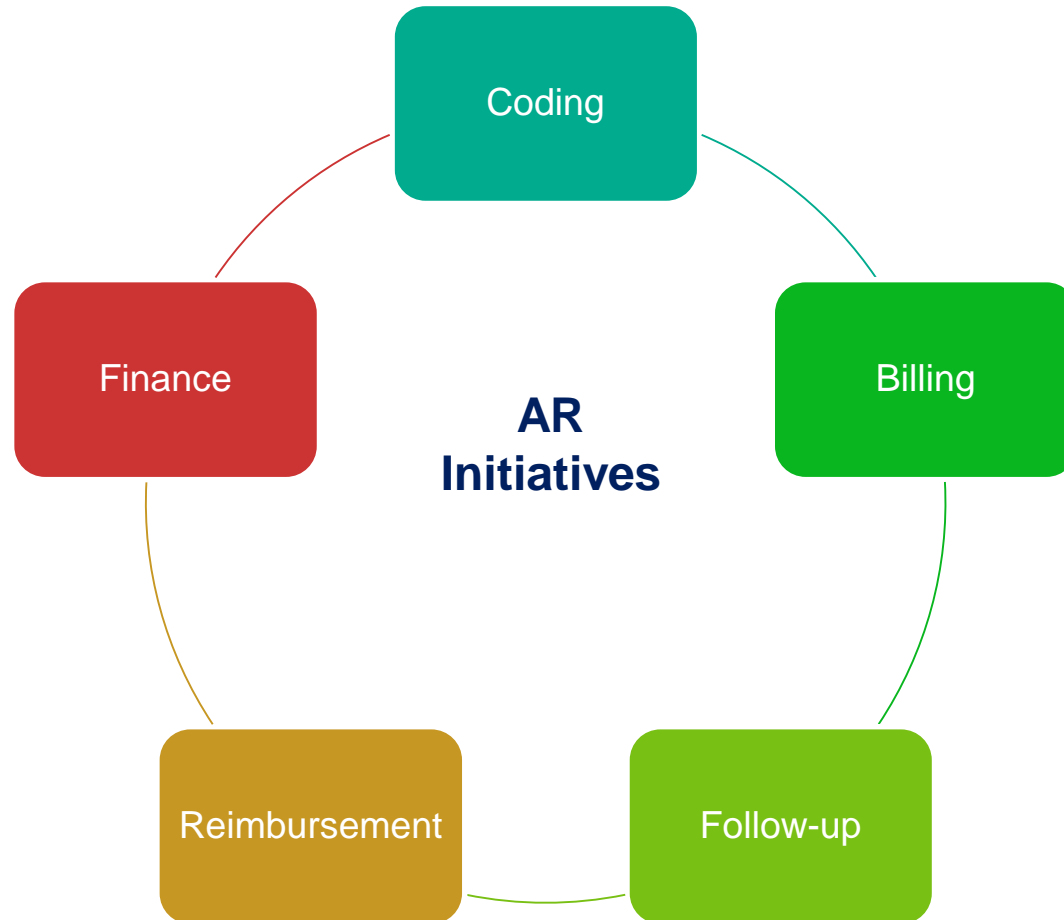 Coding
Billing
Follow-up
Reimbursement
Finance
AR
Initiatives